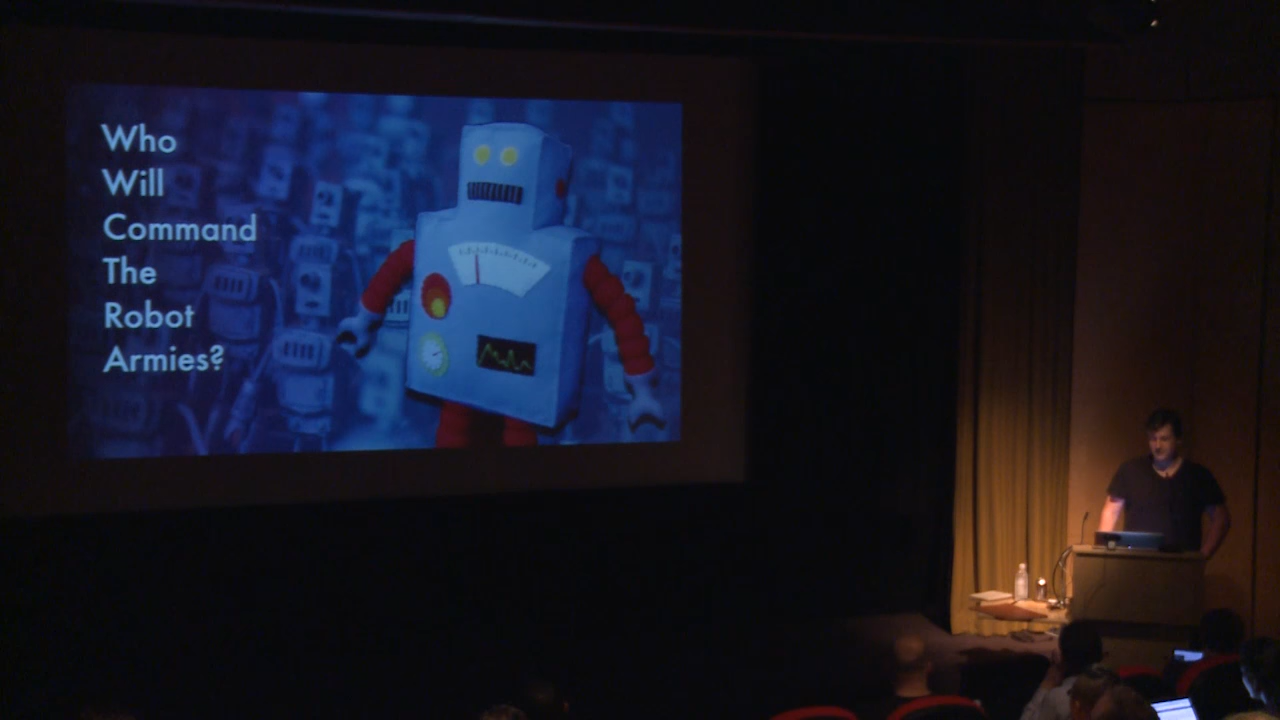 Who
Will
Command
The
Robot
Armies?